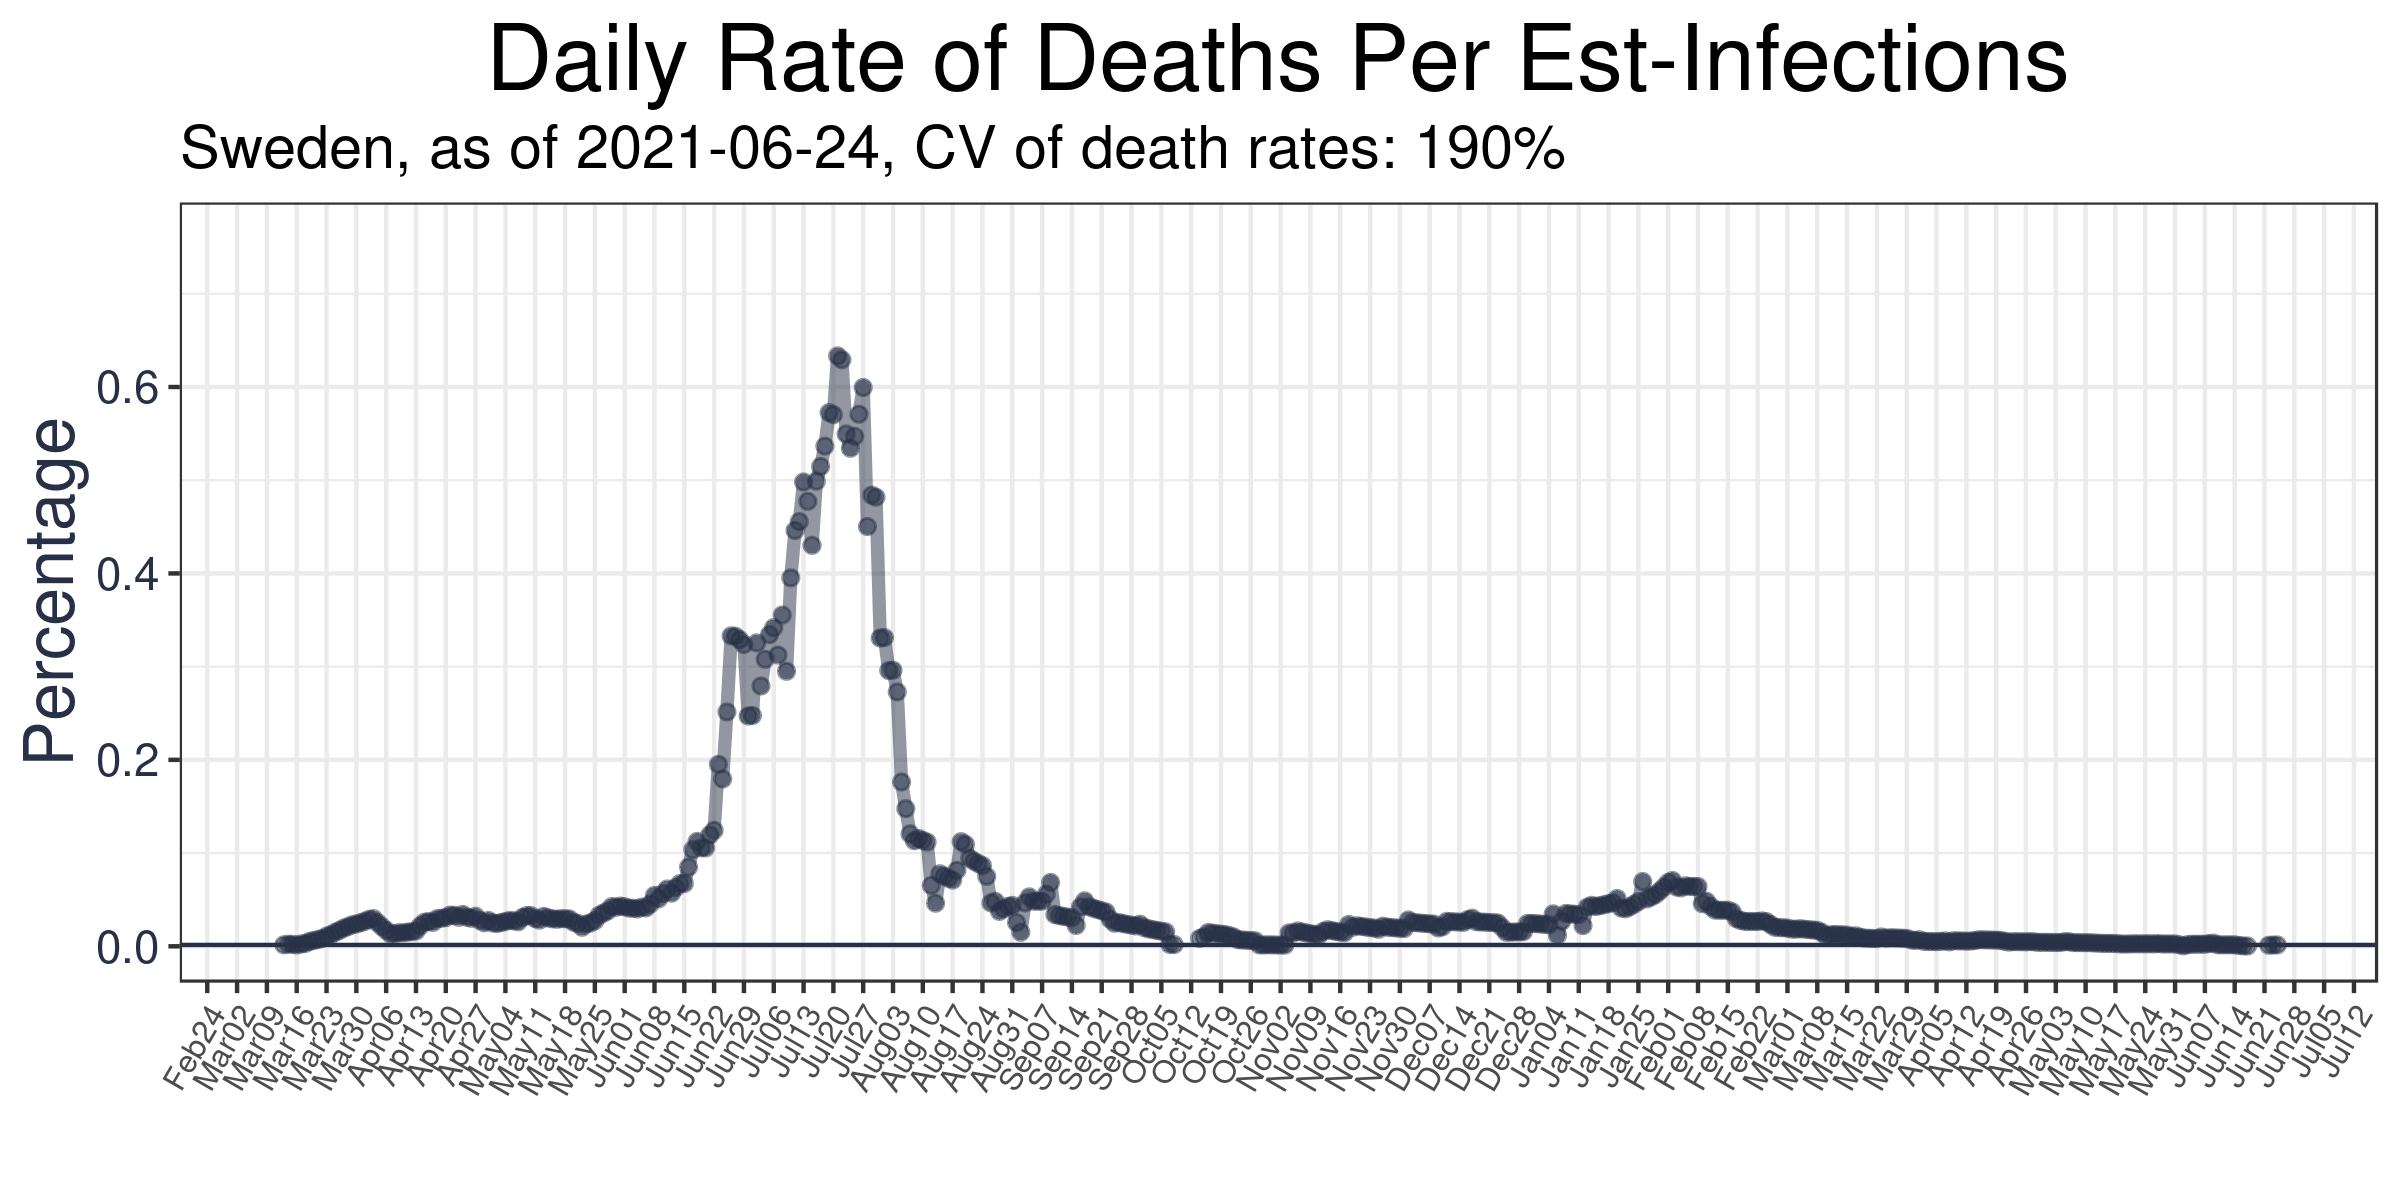 Daily Rate of Deaths Per Est-Infections
Sweden, as of 2021-06-24, CV of death rates: 190%
Percentage
0.6
0.4
0.2
0.0
Feb24
Mar02
Mar09
Mar16
Mar23
Mar30
Apr06
Apr13
Apr20
Apr27
May04
May11
May18
May25
Jun01
Jun08
Jun15
Jun22
Jun29
Jul06
Jul13
Jul20
Jul27
Aug03
Aug10
Aug17
Aug24
Aug31
Sep07
Sep14
Sep21
Sep28
Oct05
Oct12
Oct19
Oct26
Nov02
Nov09
Nov16
Nov23
Nov30
Dec07
Dec14
Dec21
Dec28
Jan04
Jan11
Jan18
Jan25
Feb01
Feb08
Feb15
Feb22
Mar01
Mar08
Mar15
Mar22
Mar29
Apr05
Apr12
Apr19
Apr26
May03
May10
May17
May24
May31
Jun07
Jun14
Jun21
Jun28
Jul05
Jul12